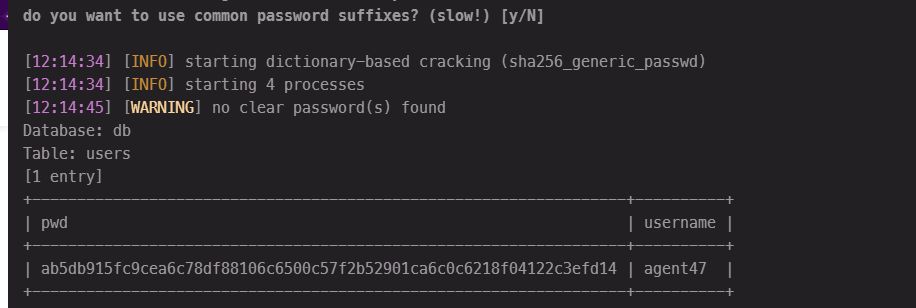 do you want to use common password suffixes? (slow!) [y/N]
[12:14:34] [INFO] starting dictionary-based cracking (sha256_generic_passwd)
[12:14:34] [INFO] starting 4 processes
[12:14:45] [WARNING] no clear password(s) found
Database: db
Table: users
[1 entry]
+------------------------------------------------------------------+----------+
| pwd                                                              | username |
+------------------------------------------------------------------+----------+
| ab5db915fc9cea6c78df88106c6500c57f2b52901ca6c0c6218f04122c3efd14 | agent47  |
+------------------------------------------------------------------+----------+